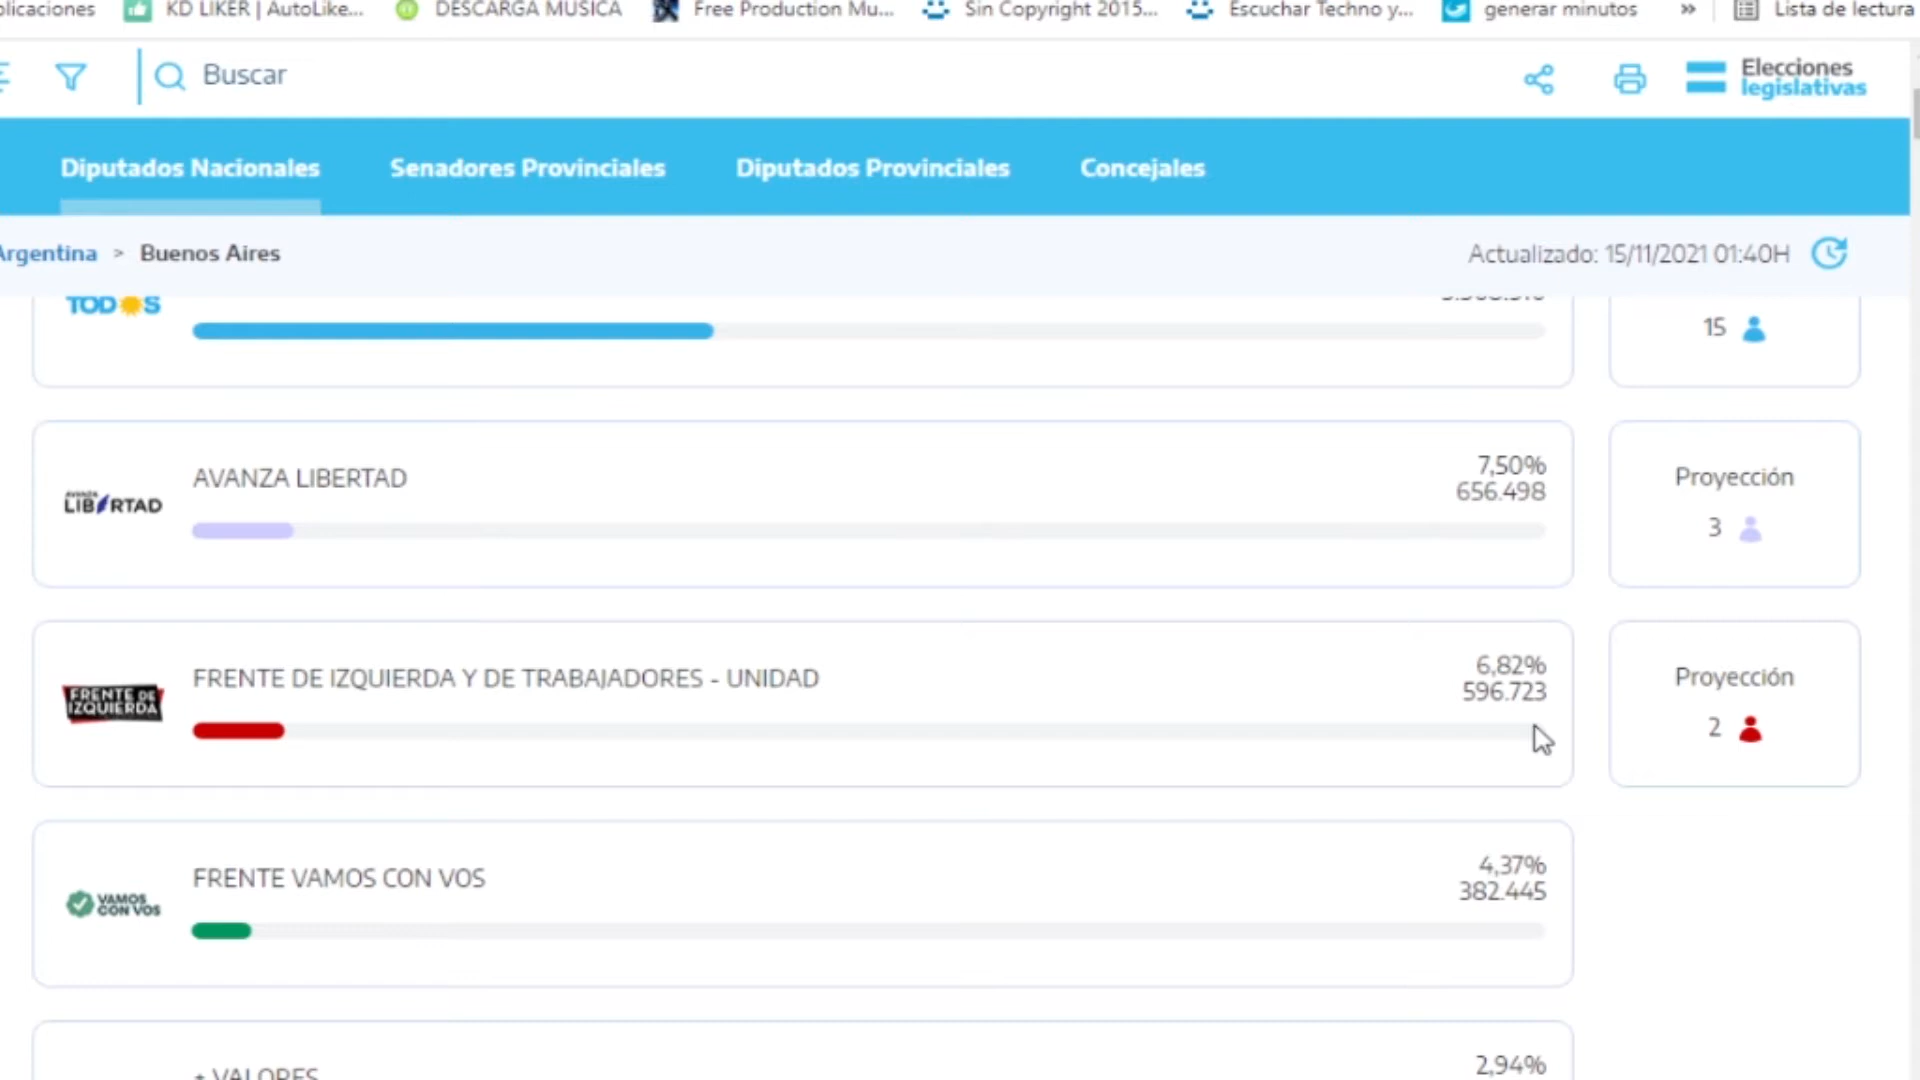 KD LIKER | AutoLike...
DESCARGA MUSICA
Free Production Mu...
Sin Copyright 2015...
Escuchar Techno y...
generar minutos
»
Lista de lectura
Buscar
Elecciones
legislativas
Diputados Nacionales
Senadores Provinciales
Diputados Provinciales
Concejales
Argentina > Buenos Aires
Actualizado: 15/11/2021 01:40H
TODOS
15
AVANZA LIBERTAD
7,50%
656.498
AVANZA
LIBERTAD
Proyección
3
FRENTE DE IZQUIERDA Y DE TRABAJADORES - UNIDAD
6,82%
596.723
FRENTE DE
IZQUIERDA
Proyección
2
FRENTE VAMOS CON VOS
4,37%
382.445
VAMOS
CON VOS
+ VALORES
2,94%